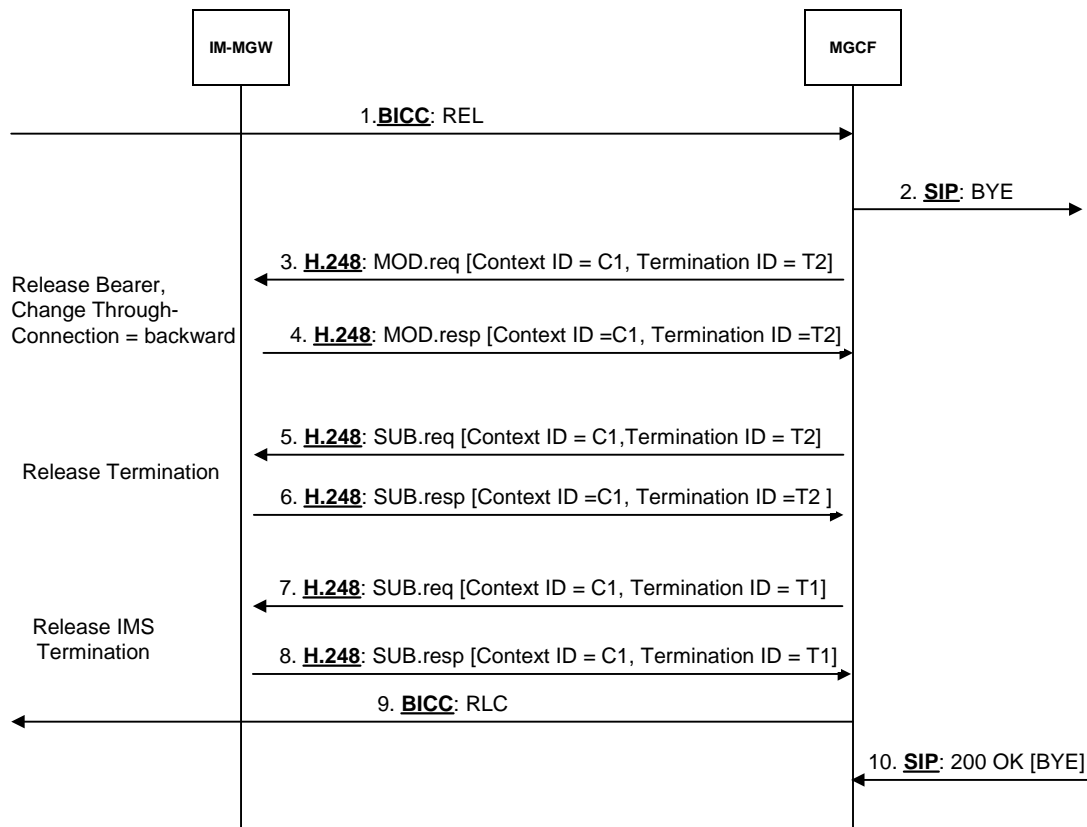 IM-MGW
MGCF
1.BICC: REL
2. SIP: BYE
3. H.248: MOD.req [Context ID = C1, Termination ID = T2]
Release Bearer,
Change Through-
Connection = backward
4. H.248: MOD.resp [Context ID =C1, Termination ID =T2]
5. H.248: SUB.req [Context ID = C1,Termination ID = T2]
Release Termination
6. H.248: SUB.resp [Context ID =C1, Termination ID =T2 ]
7. H.248: SUB.req [Context ID = C1, Termination ID = T1]
Release IMS
Termination
8. H.248: SUB.resp [Context ID = C1, Termination ID = T1]
9. BICC: RLC
10. SIP: 200 OK [BYE]